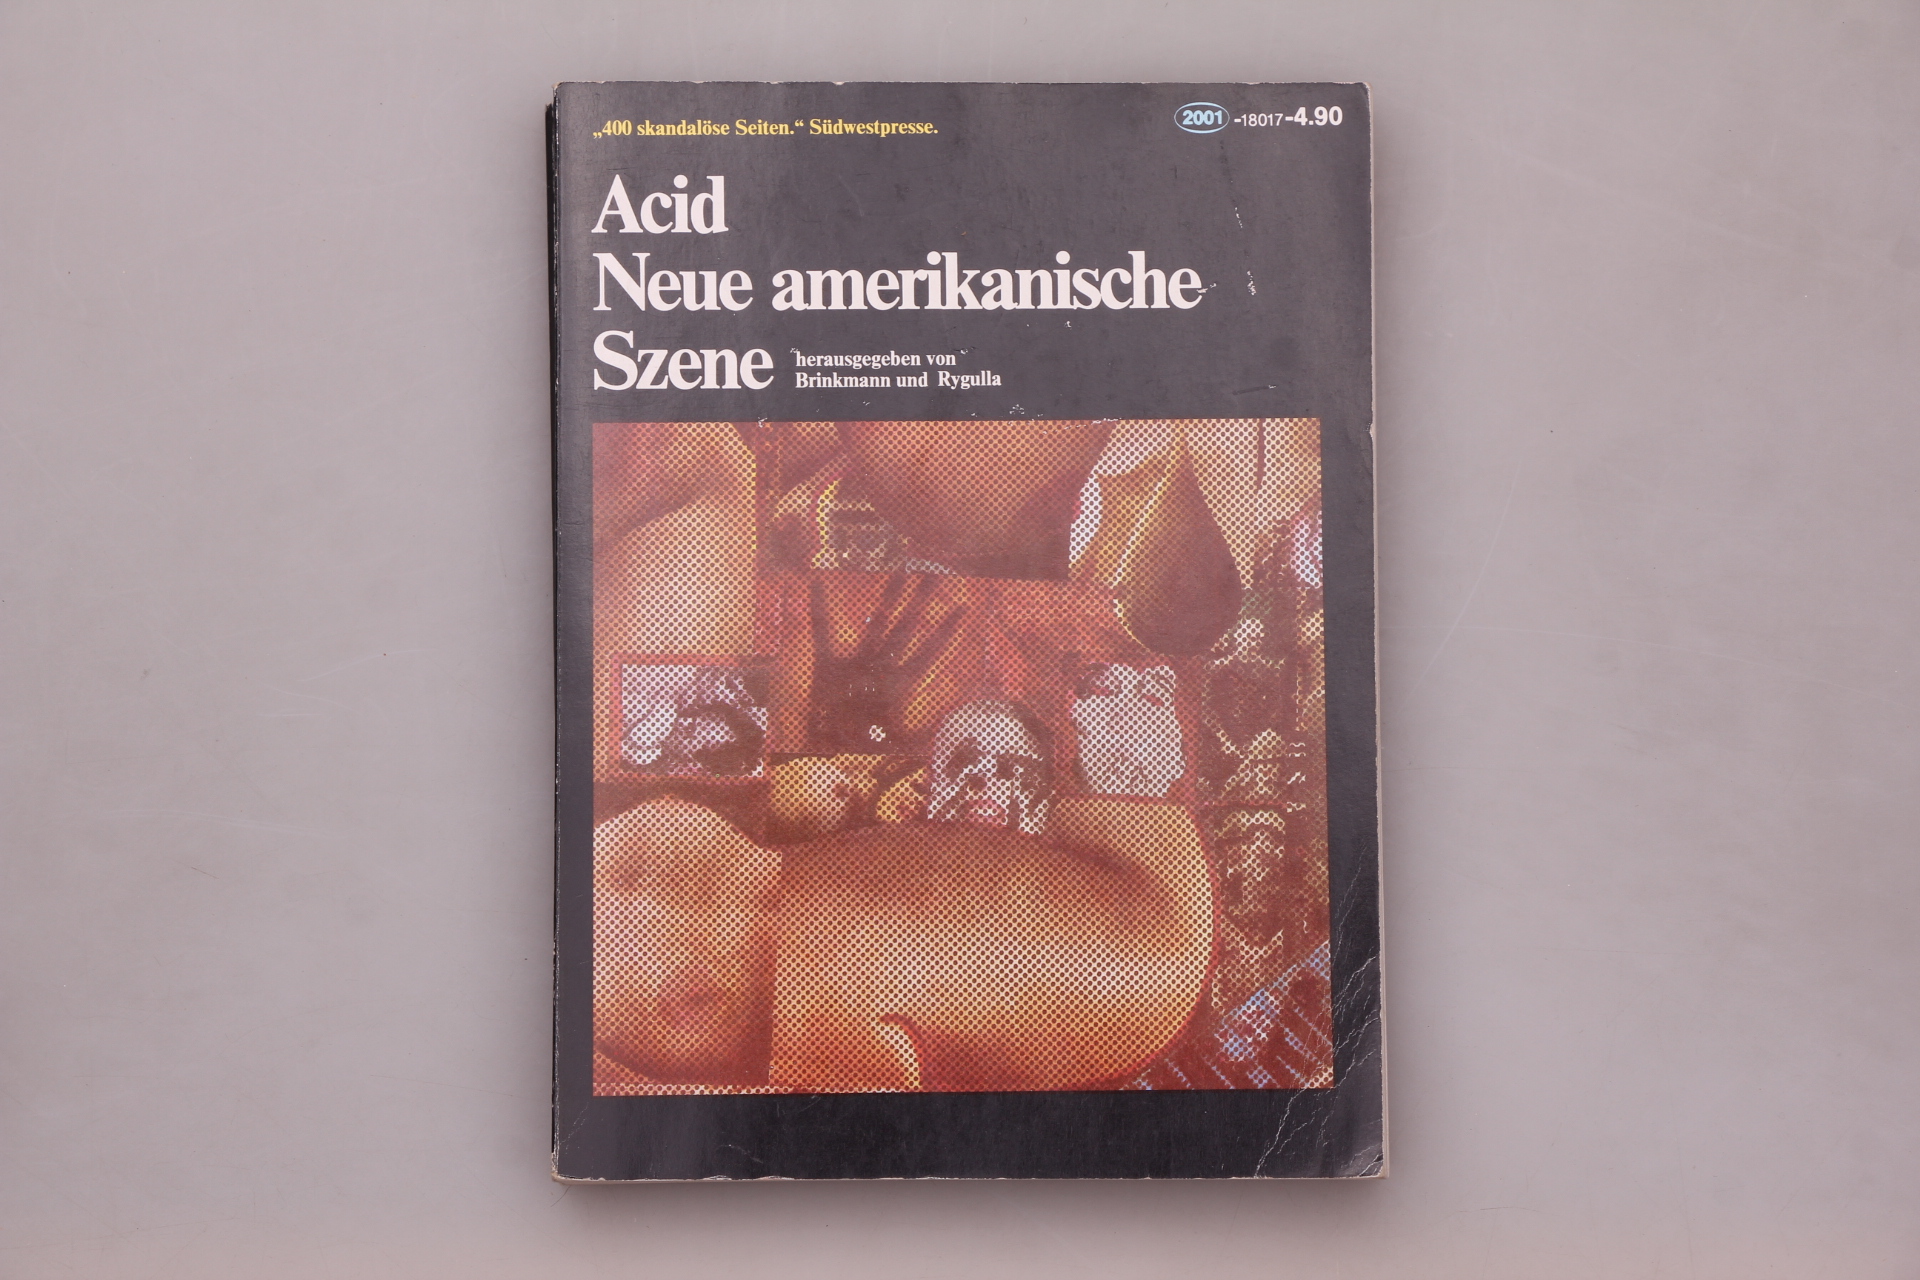 „400 skandalöse Seiten.“ Südwestpresse.
2001 -18017-4.90
Acid
Neue amerikanische
Szene
herausgegeben von
Brinkmann und Rygulla